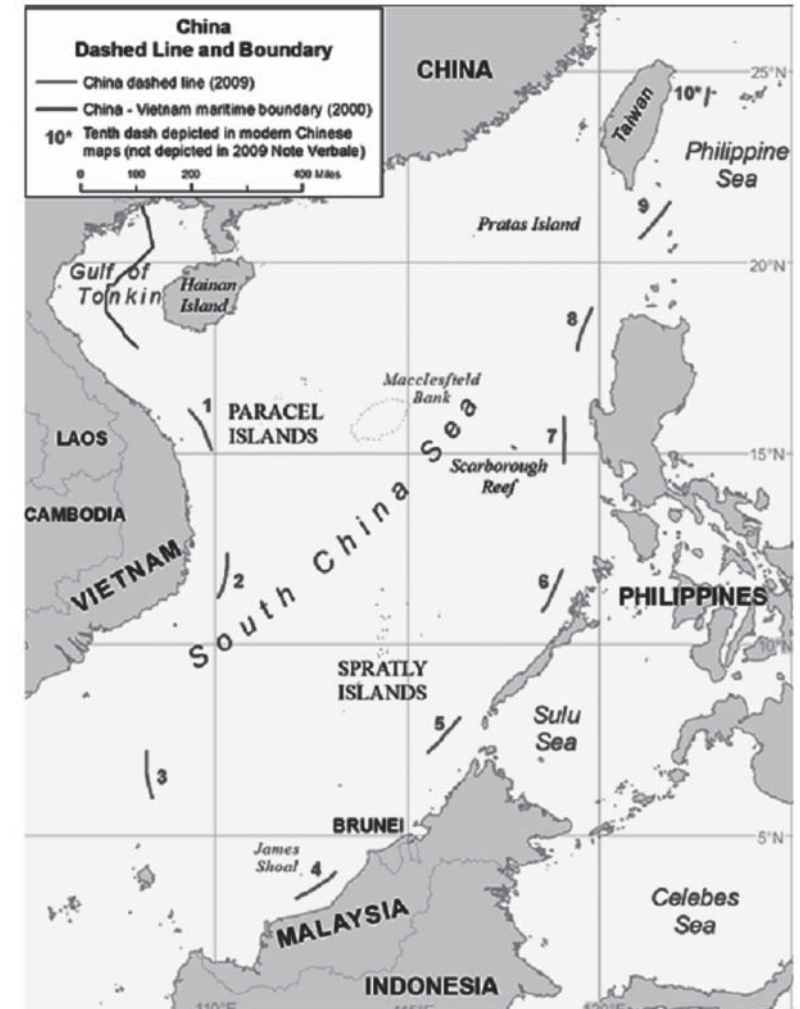 China
Dashed Line and Boundary
China dashed line (2009)
China - Vietnam maritime boundary (2000)
10* Tenth dash depicted in modern Chinese
maps (not depicted in 2009 Note Verbale)
0 100 200 400 Miles
CHINA
25°N
Taiwan
10*
Philippine
Sea
9
Pratas Island
20°N
Gulf of
Tonkin
Hainan
Island
8
Macclesfield
Bank
1
PARACEL
ISLANDS
7
15°N
LAOS
Scarborough
Reef
South China Sea
CAMBODIA
VIETNAM
2
6
PHILIPPINES
10°N
SPRATLY
ISLANDS
5
Sulu
Sea
3
BRUNEI
5°N
James
Shoal
4
MALAYSIA
Celebes
Sea
INDONESIA
110°E
115°E
120°E